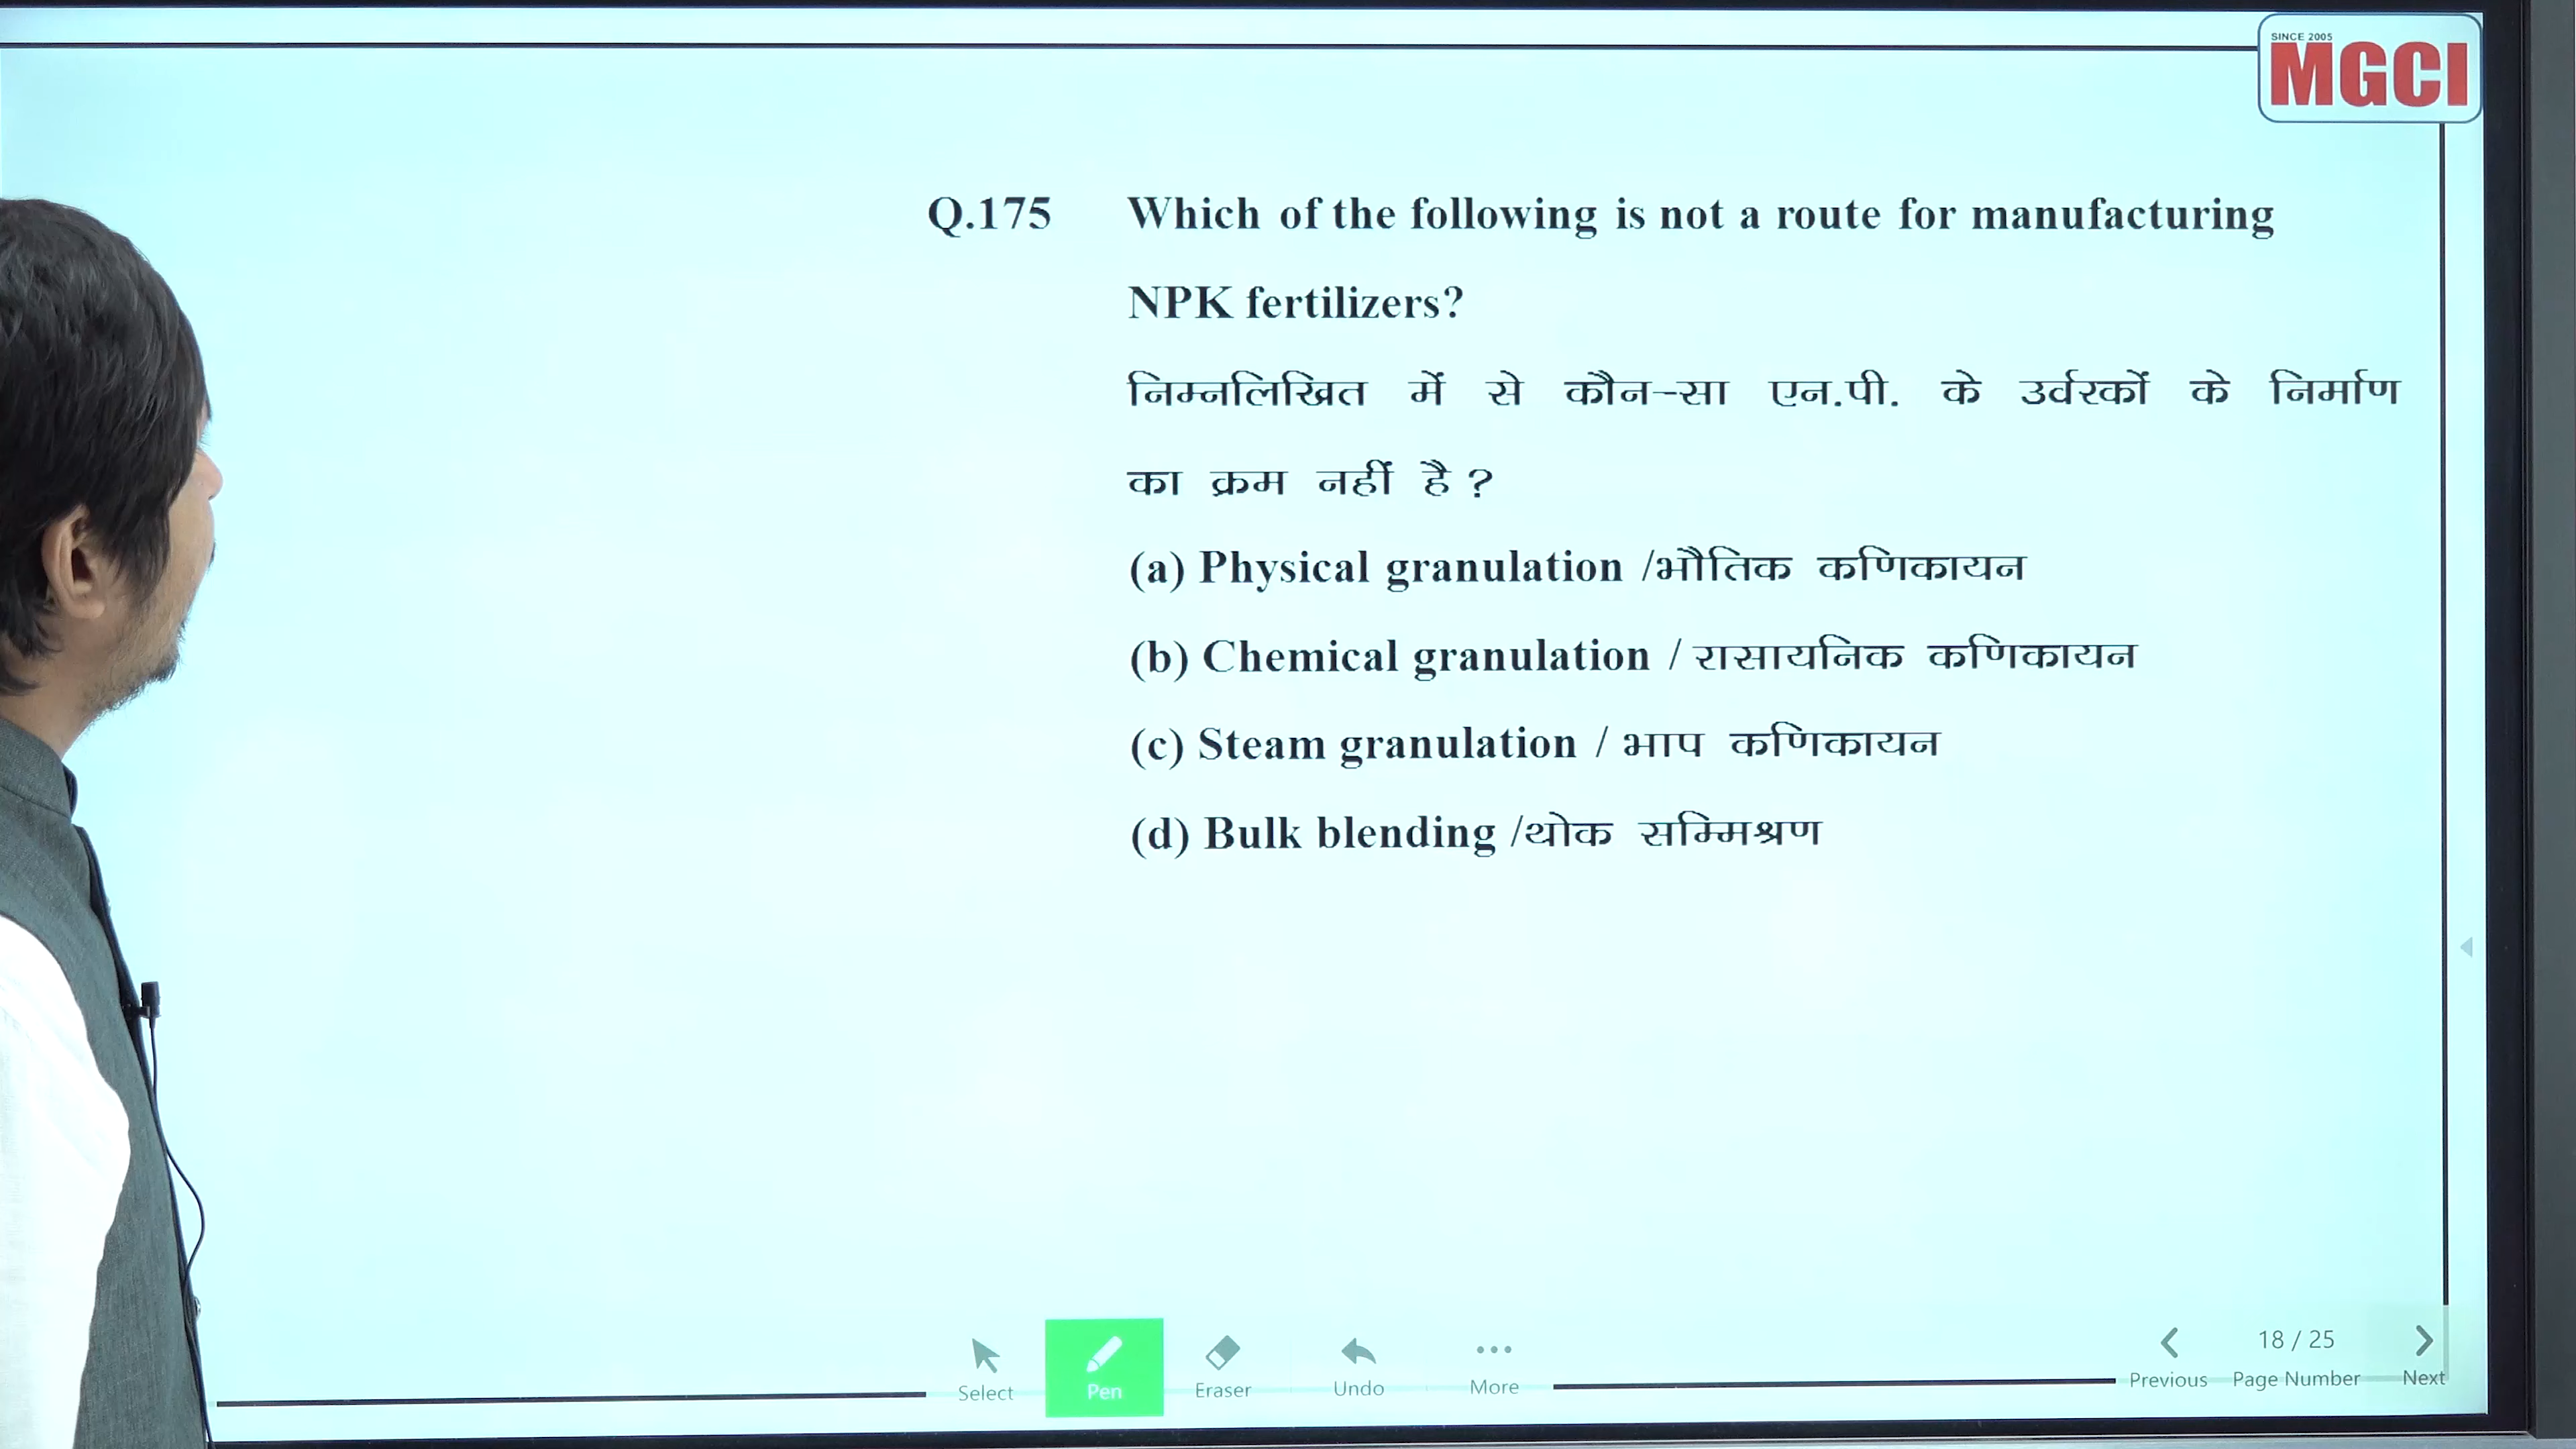 SINCE 2005
MGCI
Q.175 Which of the following is not a route for manufacturing
NPK fertilizers?
निम्नलिखित में से कौन-सा एन.पी. के उर्वरकों के निर्माण
का क्रम नहीं है ?
(a) Physical granulation /भौतिक कणिकायन
(b) Chemical granulation / रासायनिक कणिकायन
(c) Steam granulation / भाप कणिकायन
(d) Bulk blending /थोक सम्मिश्रण
Select Pen Eraser Undo More
Previous 18 / 25 Page Number Next